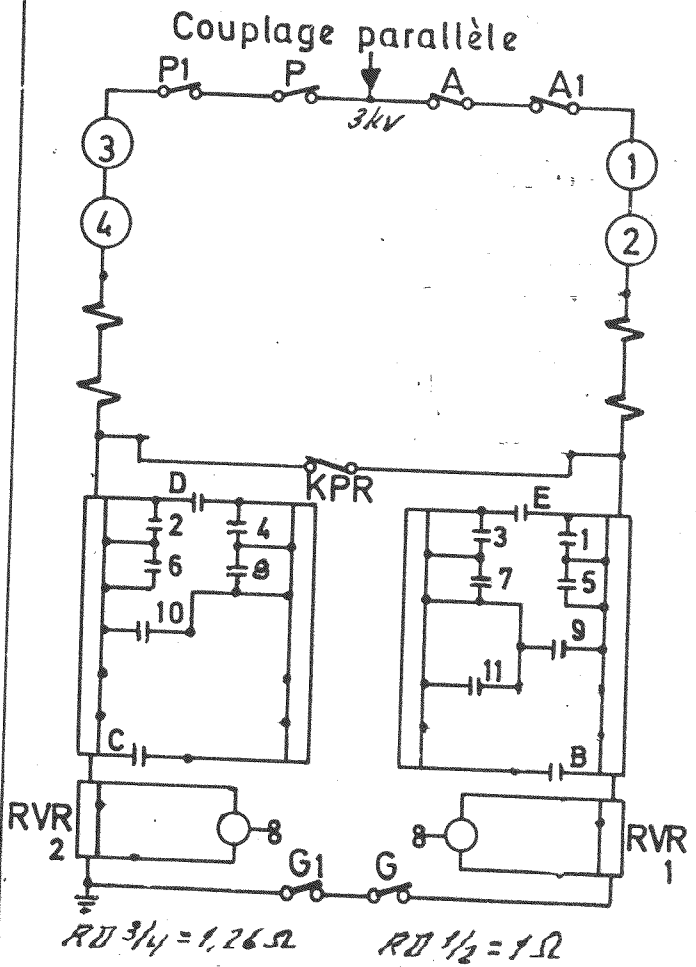 Couplage parallèle
P1 P A A1
3kV
3 1
4 2
KPR
D E
2 4 3 1
6 8 7 5
10 9
11
C B
RVR 2 8 8 RVR 1
G1 G
RD 3/4 = 1,26 Ω RD 1/2 = 1 Ω